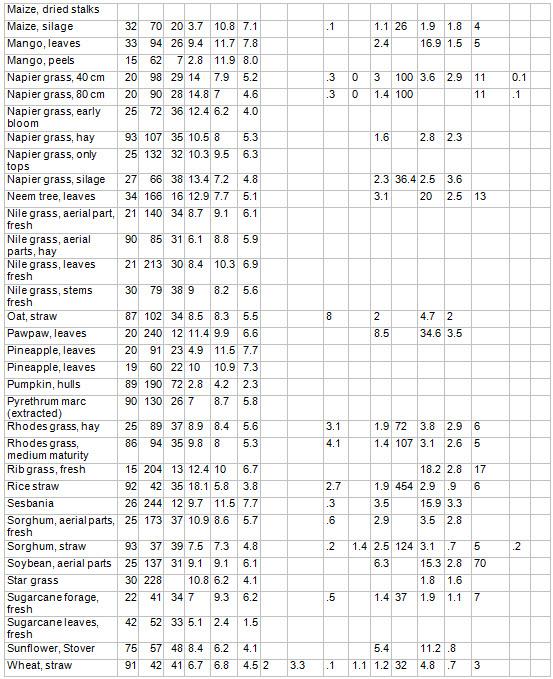 Maize, dried stalks
Maize, silage 32 70 20 3.7 10.8 7.1 .1 1.1 26 1.9 1.8 4
Mango, leaves 33 94 26 9.4 11.7 7.8 2.4 16.9 1.5 5
Mango, peels 15 62 7 2.8 11.9 8.0
Napier grass, 40 cm 20 98 29 14 7.9 5.2 .3 0 3 100 3.6 2.9 11 0.1
Napier grass, 80 cm 20 90 28 14.8 7 4.6 .3 0 1.4 100 11 .1
Napier grass, early 25 72 36 12.4 6.2 4.0
bloom
Napier grass, hay 93 107 35 10.5 8 5.3 1.6 2.8 2.3
Napier grass, only 25 132 32 10.3 9.5 6.3
tops
Napier grass, silage 27 66 38 13.4 7.2 4.8 2.3 36.4 2.5 3.6
Neem tree, leaves 34 166 16 12.9 7.7 5.1 3.1 20 2.5 13
Nile grass, aerial part, 21 140 34 8.7 9.1 6.1
fresh
Nile grass, aerial 90 85 31 6.1 8.8 5.9
parts, hay
Nile grass, leaves 21 213 30 8.4 10.3 6.9
fresh
Nile grass, stems 30 79 38 9 8.2 5.6
fresh
Oat, straw 87 102 34 8.5 8.3 5.5 8 2 4.7 2
Pawpaw, leaves 20 240 12 11.4 9.9 6.6 8.5 34.6 3.5
Pineapple, leaves 20 91 23 4.9 11.5 7.7
Pineapple, leaves 19 60 22 10 10.9 7.3
Pumpkin, hulls 89 190 72 2.8 4.2 2.3
Pyrethrum marc 90 130 26 7 8.7 5.8
(extracted)
Rhodes grass, hay 25 89 37 8.9 8.4 5.6 3.1 1.9 72 3.8 2.9 6
Rhodes grass, 86 94 35 9.8 8 5.3 4.1 1.4 107 3.1 2.6 5
medium maturity
Rib grass, fresh 15 204 13 12.4 10 6.7 18.2 2.8 17
Rice straw 92 42 35 18.1 5.8 3.8 2.7 1.9 454 2.9 .9 6
Sesbania 26 244 12 9.7 11.5 7.7 .3 3.5 15.9 3.3
Sorghum, aerial parts, 25 173 37 10.9 8.6 5.7 .6 2.9 3.5 2.8
fresh
Sorghum, straw 93 37 39 7.5 7.3 4.8 .2 1.4 2.5 124 3.1 .7 5 .2
Soybean, aerial parts 25 137 31 9.1 9.1 6.1 6.3 15.3 2.8 70
Star grass 30 228 10.8 6.2 4.1 1.8 1.6
Sugarcane forage, 22 41 34 7 9.3 6.2 .5 1.4 37 1.9 1.1 7
fresh
Sugarcane leaves, 42 52 33 5.1 2.4 1.5
fresh
Sunflower, Stover 75 57 48 8.4 6.2 4.1 5.4 11.2 .8
Wheat, straw 91 42 41 6.7 6.8 4.5 2 3.3 .1 1.1 1.2 32 4.8 .7 3